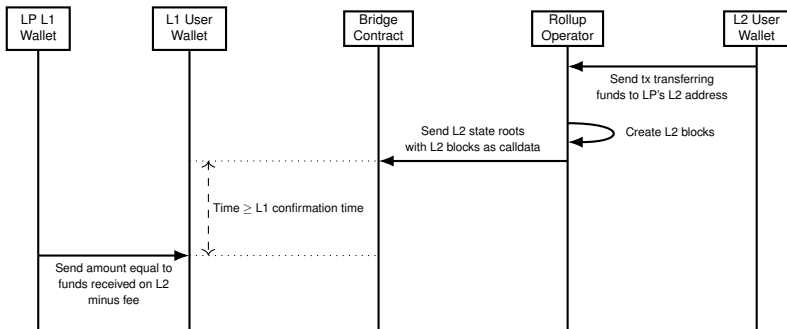 LP L1
Wallet
L1 User
Wallet
Bridge
Contract
Rollup
Operator
L2 User
Wallet
Send tx transferring
funds to LP's L2 address
Create L2 blocks
Send L2 state roots
with L2 blocks as calldata
Time ≥ L1 confirmation time
Send amount equal to
funds received on L2
minus fee